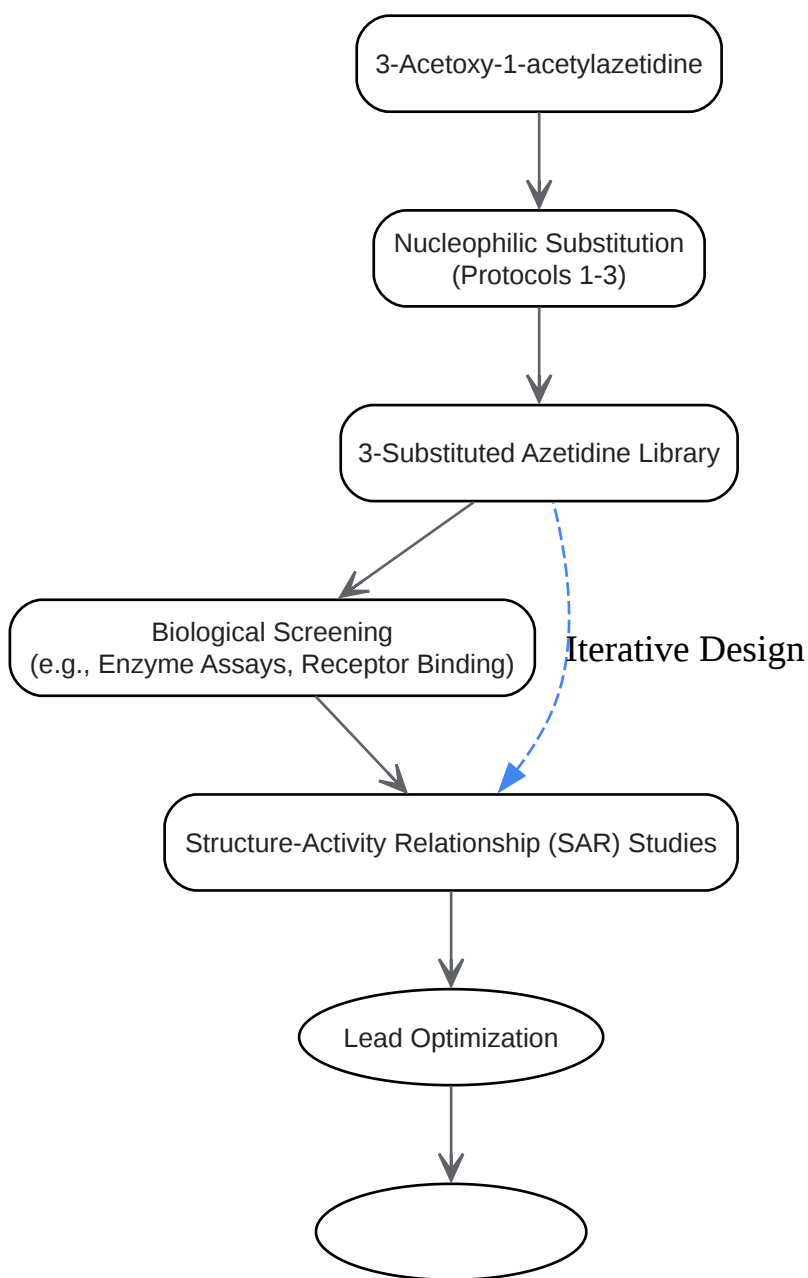 3-Acetoxy-1-acetylazetidine
Nucleophilic Substitution
(Protocols 1-3)
3-Substituted Azetidine Library
Biological Screening
(e.g., Enzyme Assays, Receptor Binding)
Iterative Design
Structure-Activity Relationship (SAR) Studies
Lead Optimization